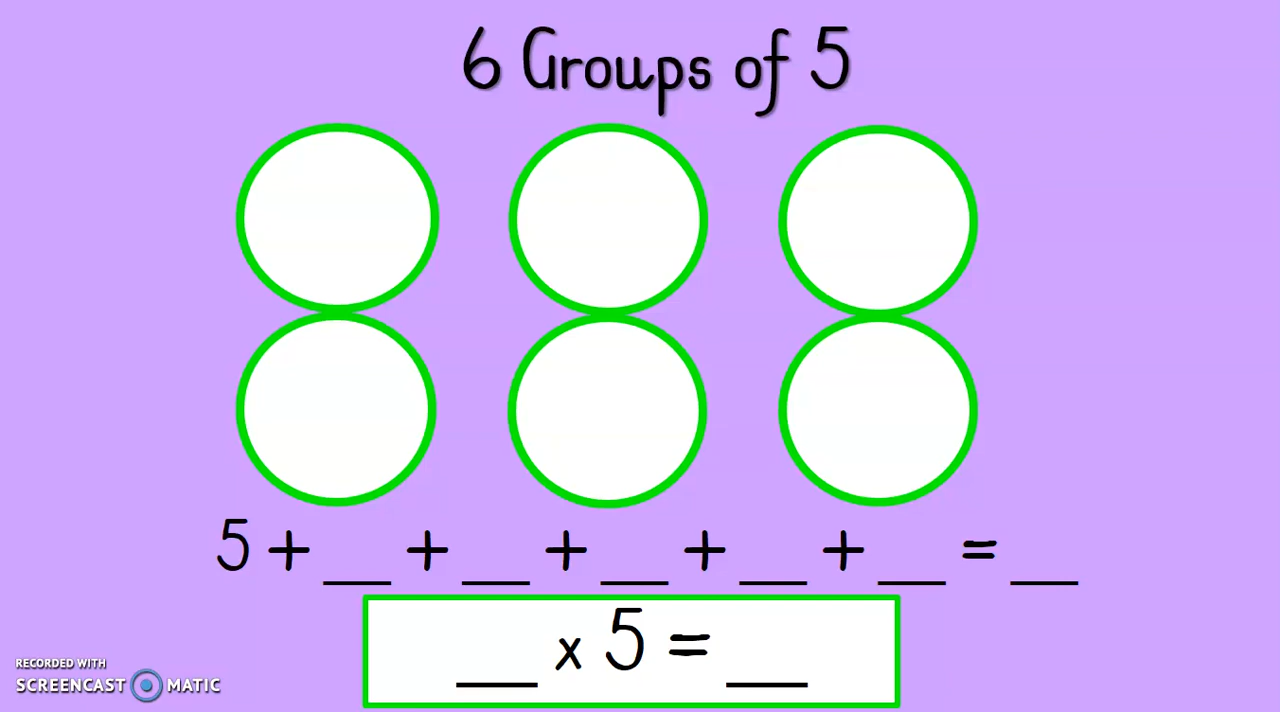 6 Groups of 5
5 + __ + __ + __ + __ + __ = __
__ x 5 = __
RECORDED WITH
SCREENCAST MATIC